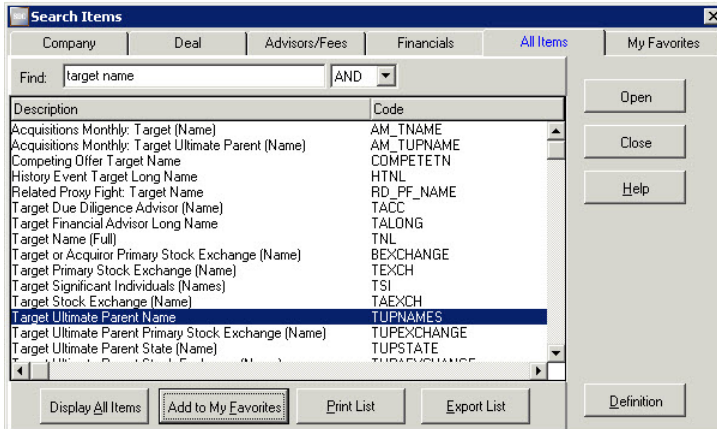 Search Items
Company Deal Advisors/Fees Financials All Items My Favorites
Find: target name AND
Open
Description Code
Acquisitions Monthly: Target (Name) AM_TNAME
Acquisitions Monthly: Target Ultimate Parent (Name) AM_TUPNAME
Close
Competing Offer Target Name COMPETETN
History Event Target Long Name HTNL
Related Proxy Fight: Target Name RD_PF_NAME
Help
Target Due Diligence Advisor (Name) TACC
Target Financial Advisor Long Name TALONG
Target Name (Full) TNL
Target or Acquiror Primary Stock Exchange (Name) BEXCHANGE
Target Primary Stock Exchange (Name) TEXCH
Target Significant Individuals (Names) TSI
Target Stock Exchange (Name) TAEXCH
Target Ultimate Parent Name TUPNAMES
Target Ultimate Parent Primary Stock Exchange (Name) TUPEXCHANGE
Target Ultimate Parent State (Name) TUPSTATE
Display All Items Add to My Favorites Print List Export List Definition